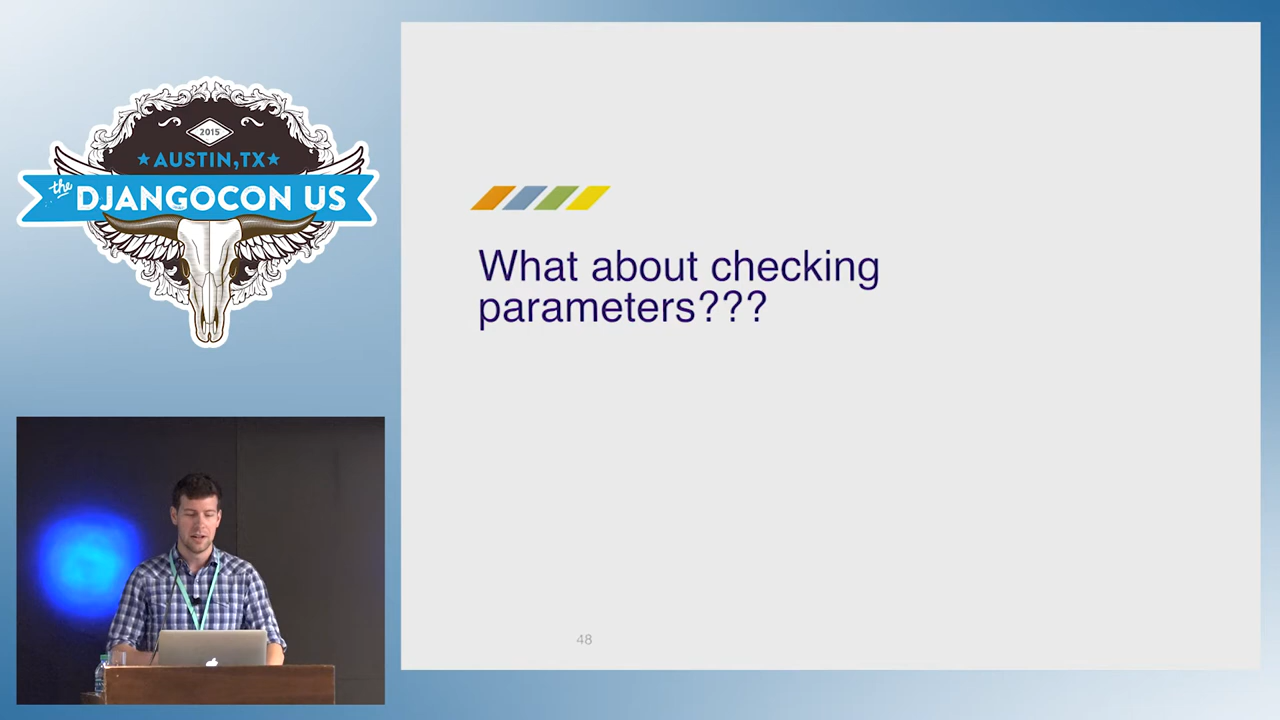 2015
★AUSTIN,TX★
the
DJANGOCON US
What about checking
parameters???
48